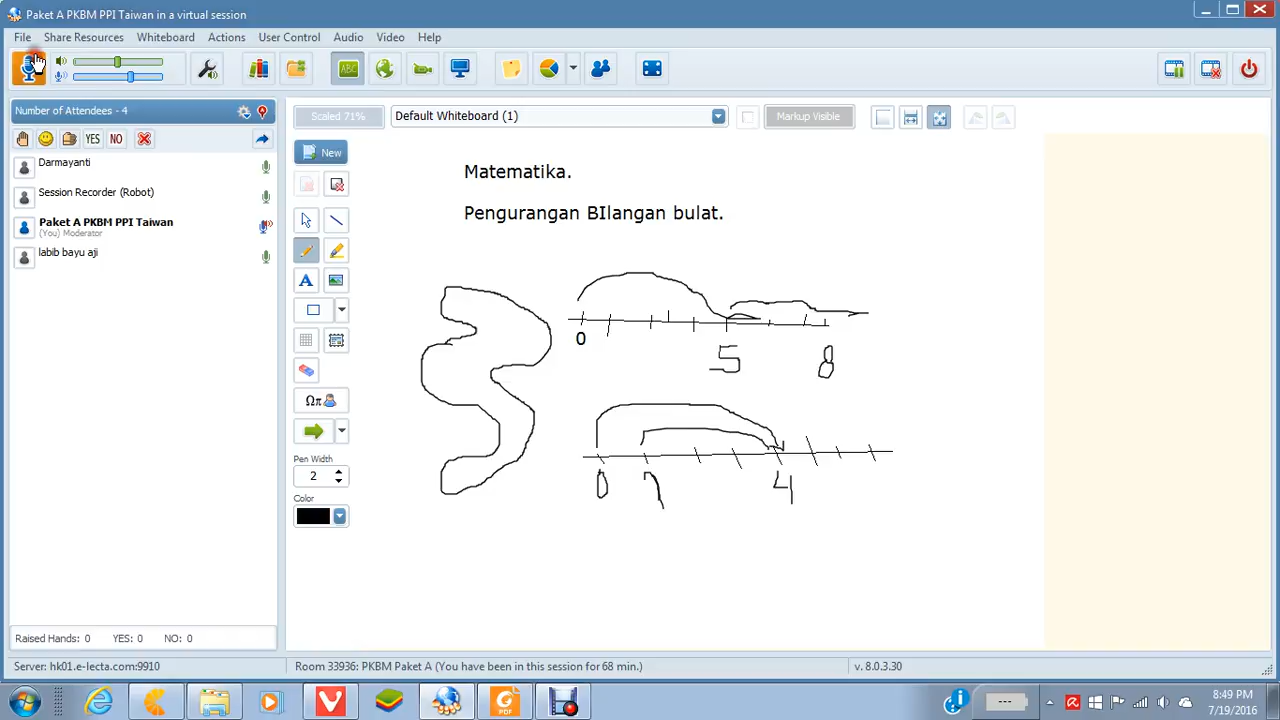 Paket A PKBM PPI Taiwan in a virtual session
File Share Resources Whiteboard Actions User Control Audio Video Help
Number of Attendees - 4
Scaled 71%
Default Whiteboard (1)
Markup Visible
YES NO
New
Darmayanti
Session Recorder (Robot)
Paket A PKBM PPI Taiwan
(You) Moderator
labib bayu aji
ABC
Matematika.
Pengurangan BIlangan bulat.
0
5 8
0 1 4
A
Ωπ
Pen Width
2
Color
Raised Hands: 0 YES: 0 NO: 0
Server: hk01.e-lecta.com:9910
Room 33936: PKBM Paket A (You have been in this session for 68 min.)
v. 8.0.3.30
PDF
---
8:49 PM
7/19/2016